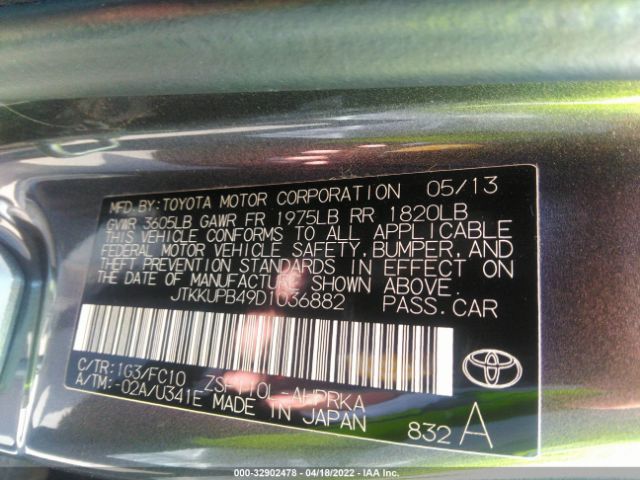 MFD.BY:TOYOTA MOTOR CORPORATION 05/13
GVWR 3605LB GAWR FR 1975LB RR 1820LB
THIS VEHICLE CONFORMS TO ALL APPLICABLE
FEDERAL MOTOR VEHICLE SAFETY, BUMPER, AND
THEFT PREVENTION STANDARDS IN EFFECT ON
THE DATE OF MANUFACTURE SHOWN ABOVE.
JTKKUPB49D1036882 PASS.CAR
C/TR:1G3/FC10 ZSP110L-AHPRKA
A/TM:-02A/U341E MADE IN JAPAN
832 A
000-32902478 - 04/18/2022 - IAA Inc.